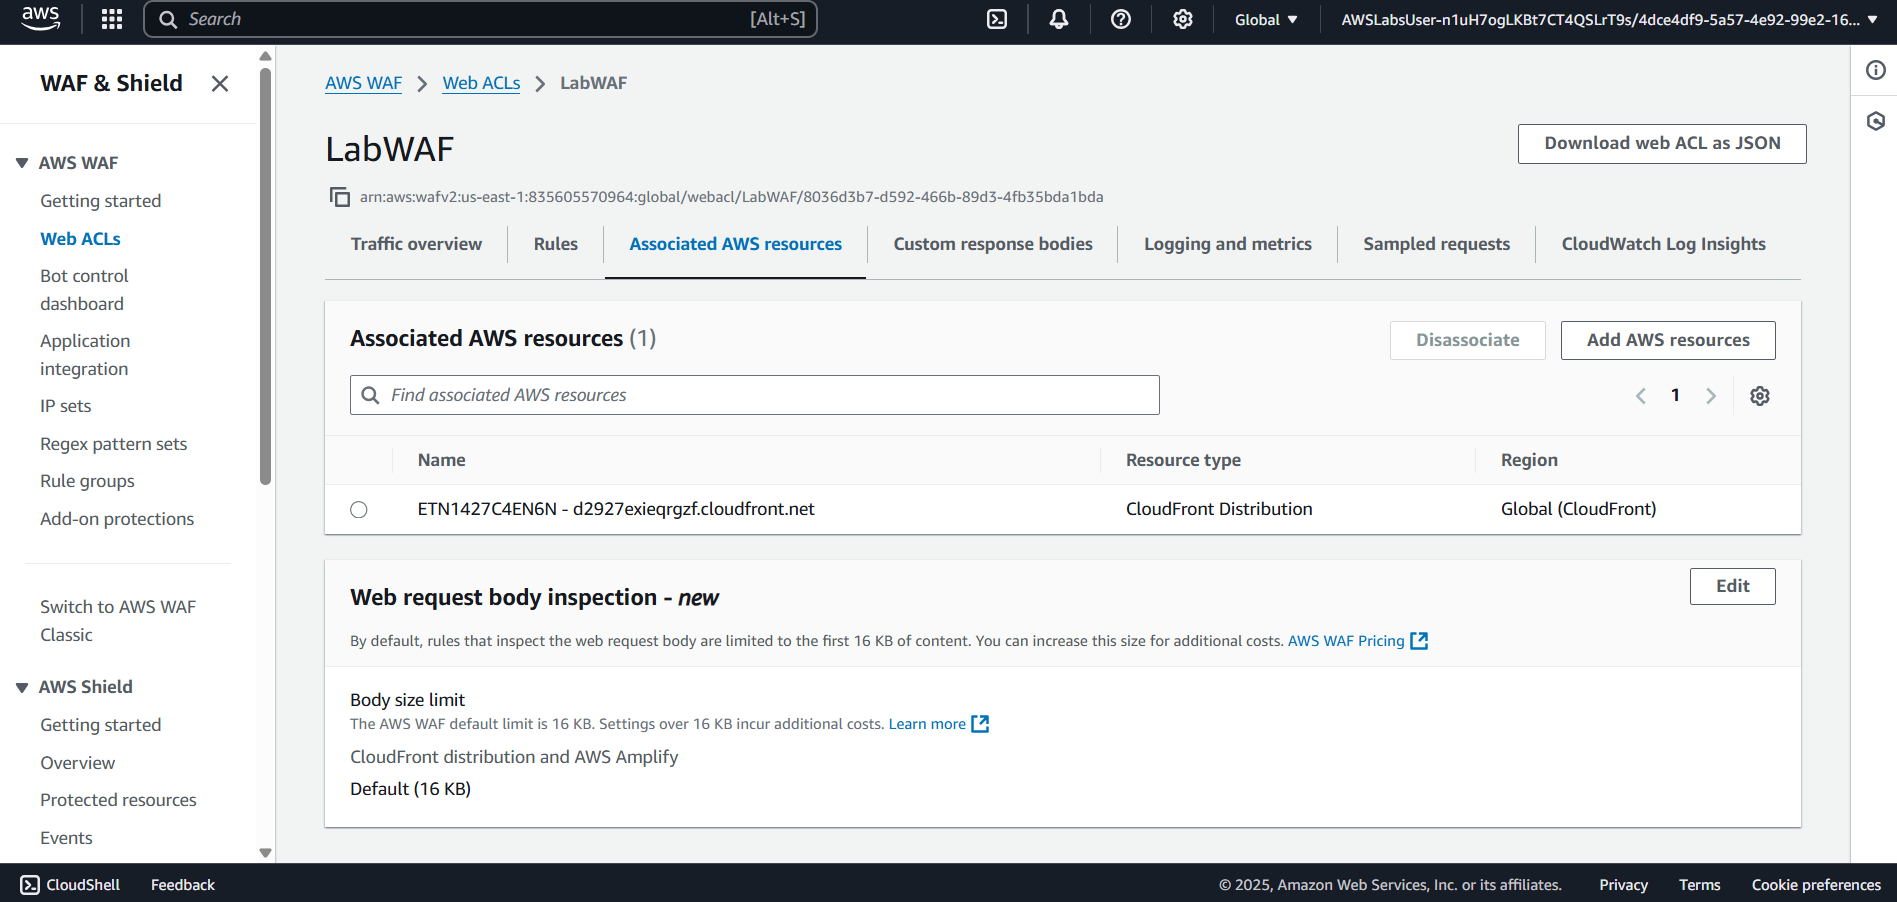 aws
Search
[Alt+S]
Global
AWSLabsUser-n1uH7ogLKBt7CT4QSLrT9s/4dce4df9-5a57-4e92-99e2-16...
WAF & Shield
AWS WAF
Getting started
Web ACLs
Bot control
dashboard
Application
integration
IP sets
Regex pattern sets
Rule groups
Add-on protections
Switch to AWS WAF
Classic
AWS Shield
Getting started
Overview
Protected resources
Events
AWS WAF
Web ACLs
LabWAF
LabWAF
Download web ACL as JSON
arn:aws:wafv2:us-east-1:835605570964:global/webacl/LabWAF/8036d3b7-d592-466b-89d3-4fb35bda1bda
Traffic overview
Rules
Associated AWS resources
Custom response bodies
Logging and metrics
Sampled requests
CloudWatch Log Insights
Associated AWS resources (1)
Disassociate
Add AWS resources
Find associated AWS resources
1
Name
Resource type
Region
ETN1427C4EN6N - d2927exieqrgzf.cloudfront.net
CloudFront Distribution
Global (CloudFront)
Web request body inspection - new
Edit
By default, rules that inspect the web request body are limited to the first 16 KB of content. You can increase this size for additional costs. AWS WAF Pricing
Body size limit
The AWS WAF default limit is 16 KB. Settings over 16 KB incur additional costs. Learn more
CloudFront distribution and AWS Amplify
Default (16 KB)
CloudShell
Feedback
© 2025, Amazon Web Services, Inc. or its affiliates.
Privacy
Terms
Cookie preferences